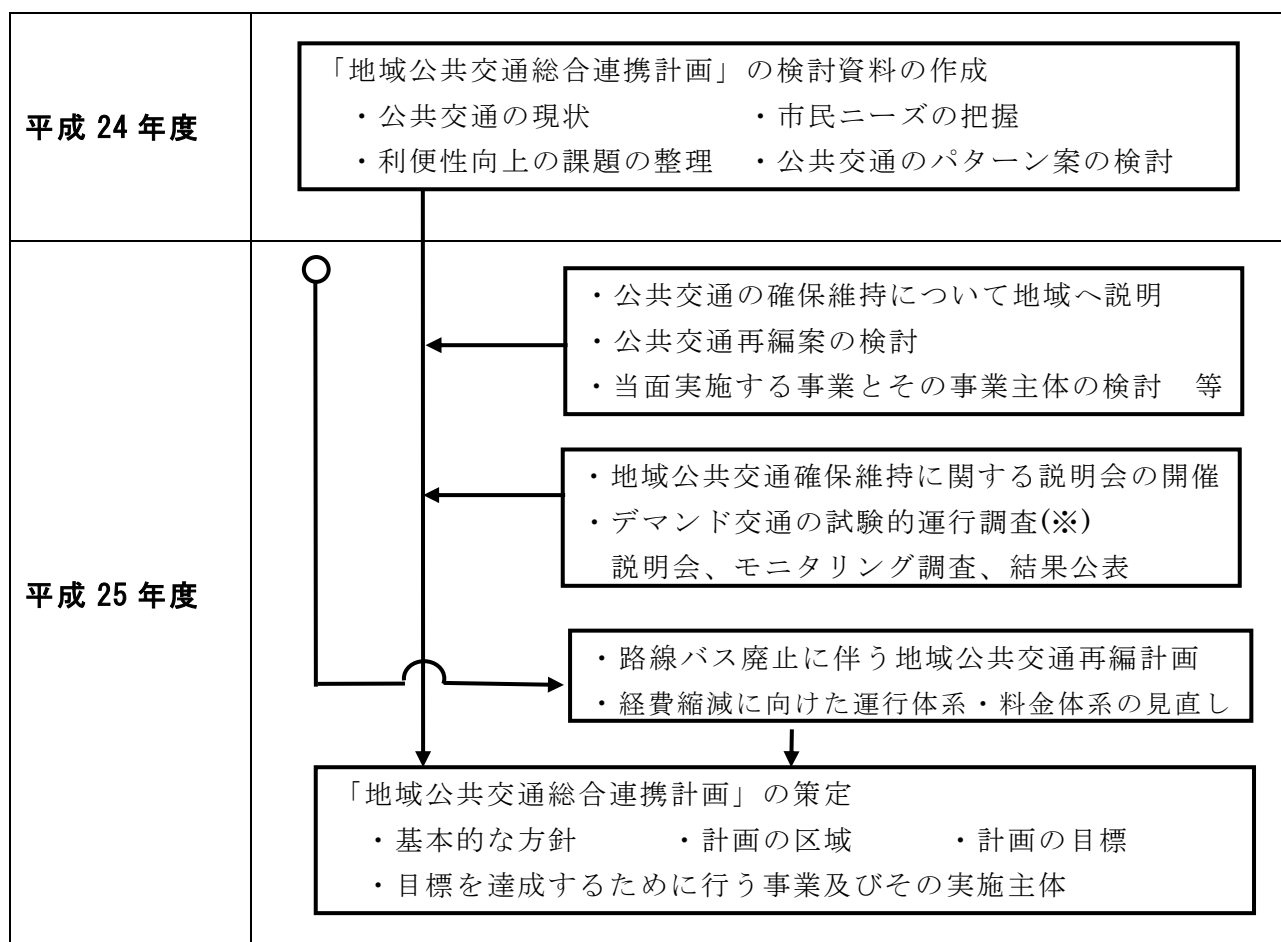 平成 24 年度
「地域公共交通総合連携計画」の検討資料の作成
・公共交通の現状　・市民ニーズの把握
・利便性向上の課題の整理　・公共交通のパターン案の検討
平成 25 年度
・公共交通の確保維持について地域へ説明
・公共交通再編案の検討
・当面実施する事業とその事業主体の検討　等
・地域公共交通確保維持に関する説明会の開催
・デマンド交通の試験的運行調査(※)
説明会、モニタリング調査、結果公表
・路線バス廃止に伴う地域公共交通再編計画
・経費縮減に向けた運行体系・料金体系の見直し
「地域公共交通総合連携計画」の策定
・基本的な方針　・計画の区域　・計画の目標
・目標を達成するために行う事業及びその実施主体